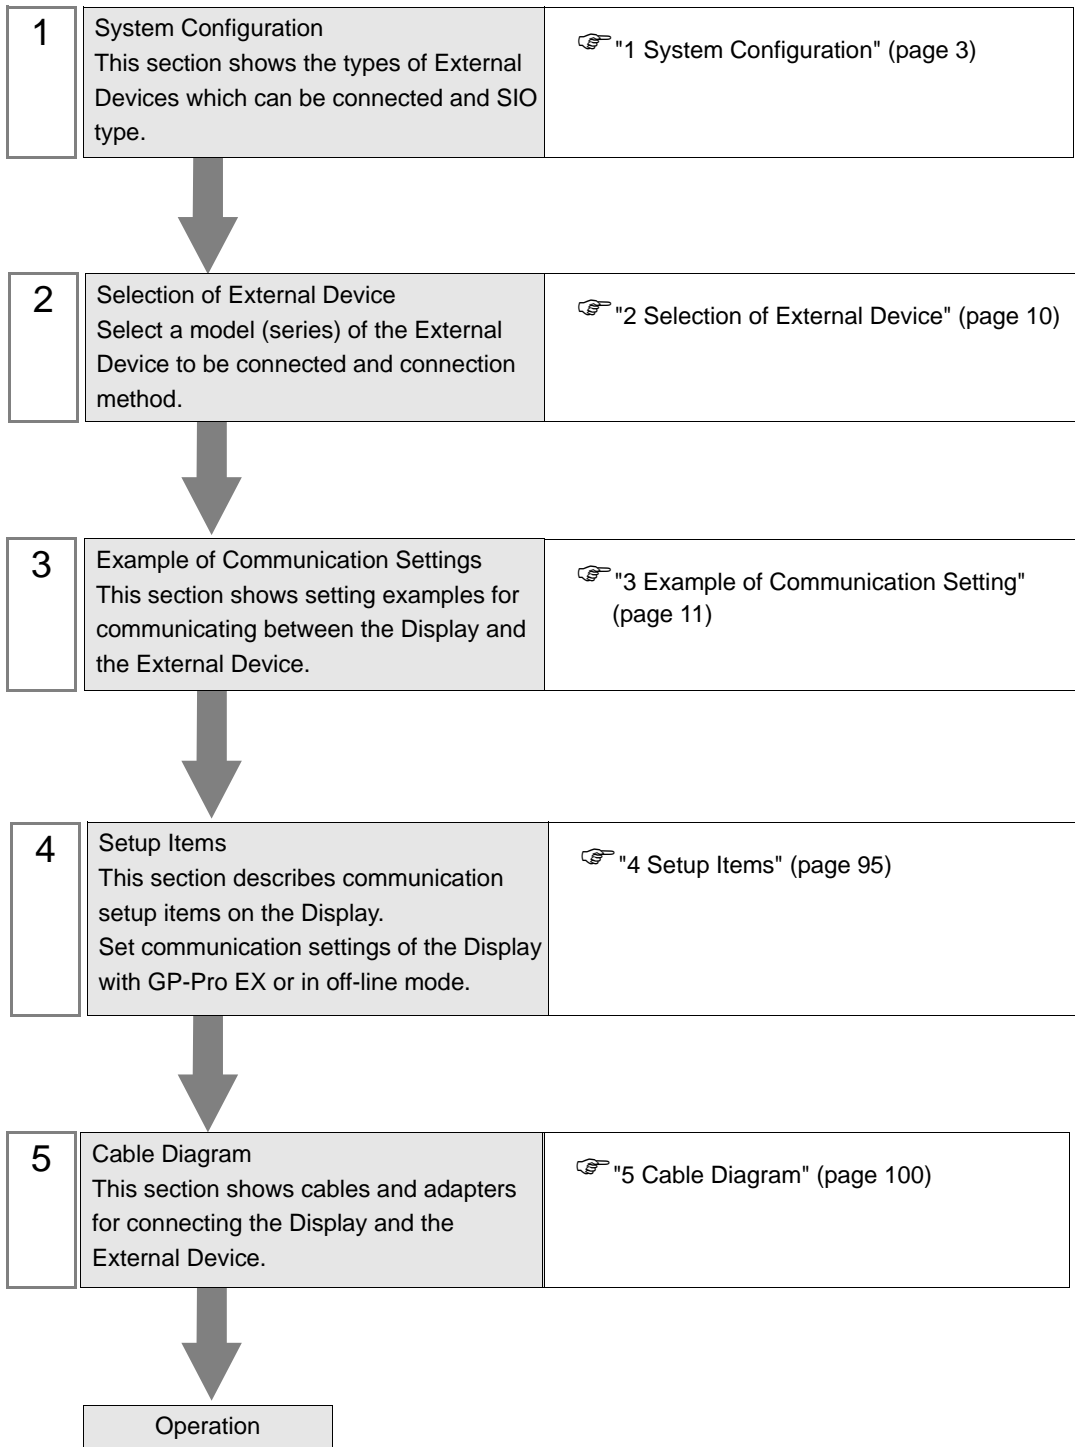 1
System Configuration
This section shows the types of External
Devices which can be connected and SIO
type.
"1 System Configuration" (page 3)
2
Selection of External Device
Select a model (series) of the External
Device to be connected and connection
method.
"2 Selection of External Device" (page 10)
3
Example of Communication Settings
This section shows setting examples for
communicating between the Display and
the External Device.
"3 Example of Communication Setting"
(page 11)
4
Setup Items
This section describes communication
setup items on the Display.
Set communication settings of the Display
with GP-Pro EX or in off-line mode.
"4 Setup Items" (page 95)
5
Cable Diagram
This section shows cables and adapters
for connecting the Display and the
External Device.
"5 Cable Diagram" (page 100)
Operation